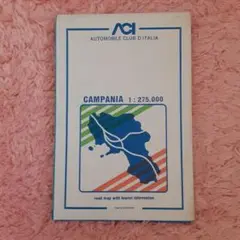 ACI
AUTOMOBILE CLUB D'ITALIA
CAMPANIA 1 : 275.000
road map with tourist information